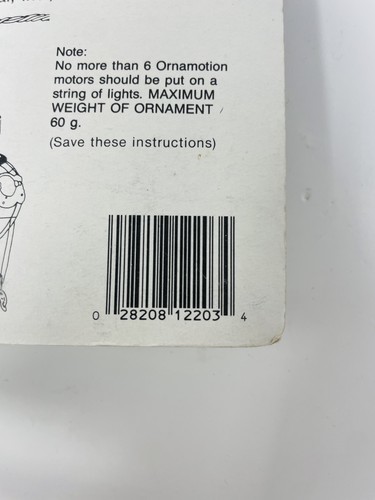 Note:
No more than 6 Ornamotion
motors should be put on a
string of lights. MAXIMUM
WEIGHT OF ORNAMENT
60 g.
(Save these instructions)
0 28208 12203 4